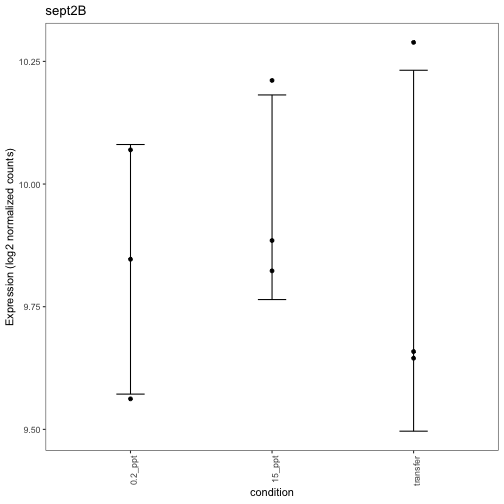 sept2B
Expression (log2 normalized counts)
10.25
10.00
9.75
9.50
0.2_ppt
15_ppt
transfer
condition